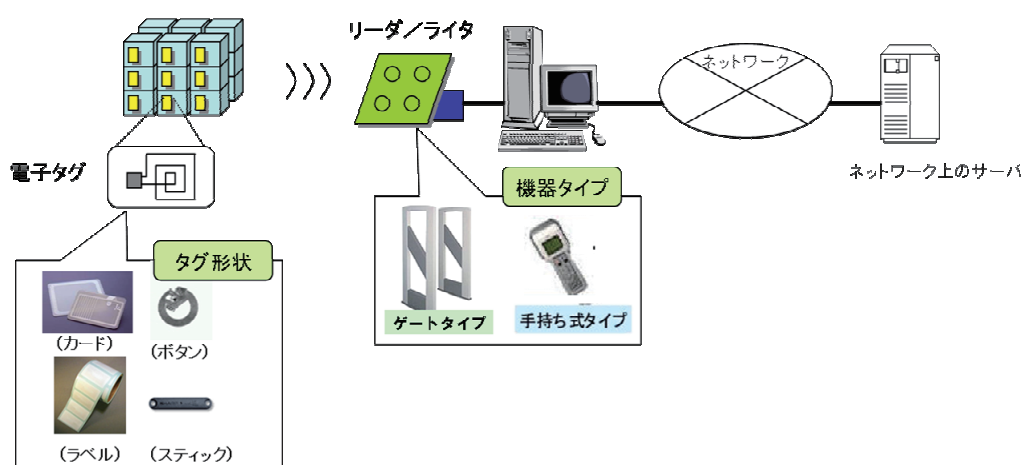 リーダ／ライタ
ネットワーク
電子タグ
ネットワーク上のサーバ
機器タイプ
タグ形状
ゲートタイプ
手持ち式タイプ
（カード）
（ボタン）
（ラベル）
（スティック）